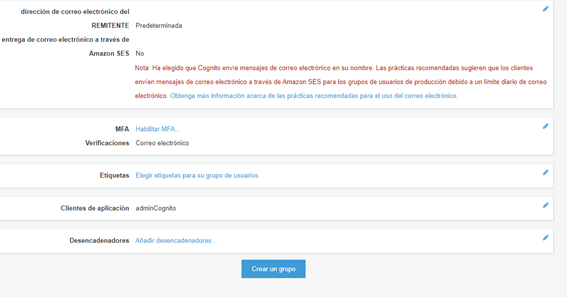 dirección de correo electrónico del
REMITENTE Predeterminada
entrega de correo electrónico a través de
Amazon SES No
Nota: Ha elegido que Cognito envíe mensajes de correo electrónico en su nombre. Las prácticas recomendadas sugieren que los clientes
envíen mensajes de correo electrónico a través de Amazon SES para los grupos de usuarios de producción debido a un límite diario de correo
electrónico. Obtenga más información acerca de las prácticas recomendadas para el uso del correo electrónico.
MFA Habilitar MFA...
Verificaciones Correo electrónico
Etiquetas Elegir etiquetas para su grupo de usuarios
Clientes de aplicación adminCognito
Desencadenadores Añadir desencadenadores...
Crear un grupo